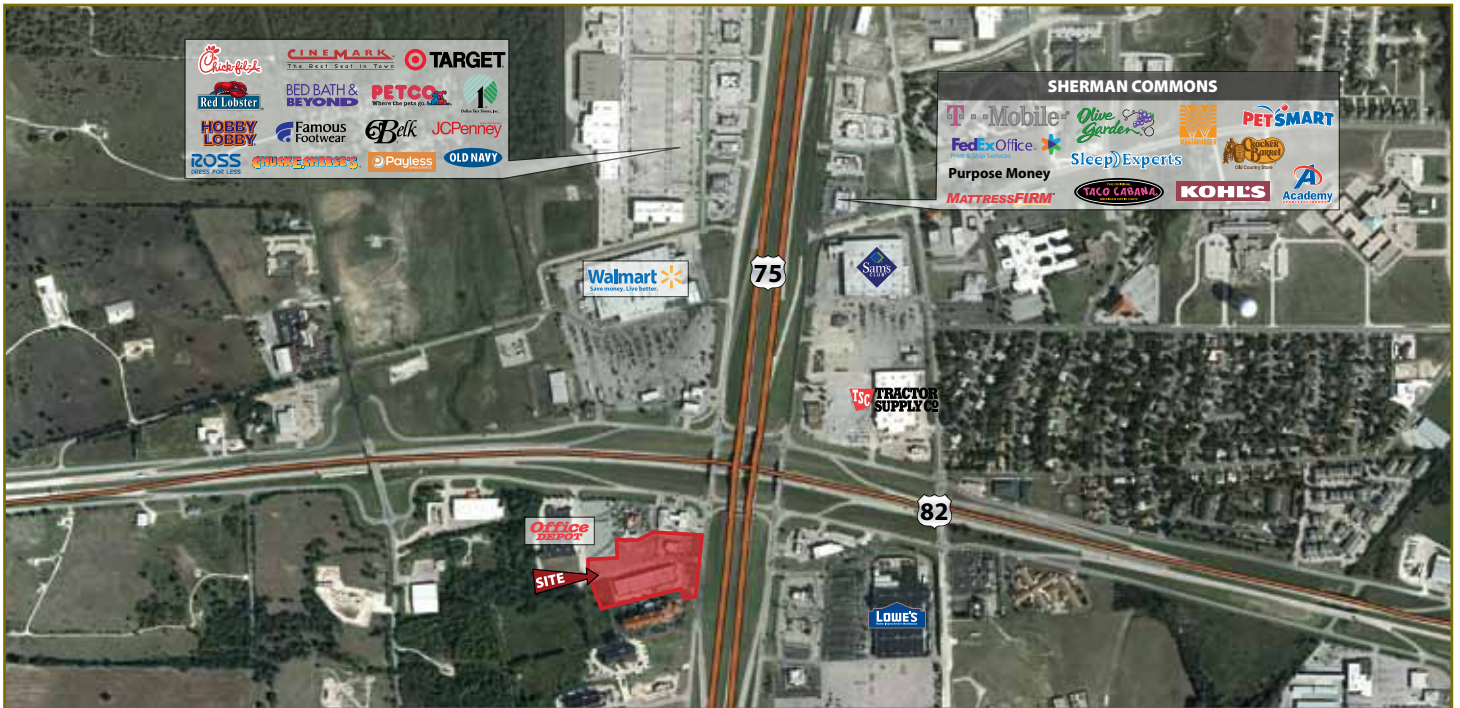 Chick-fil-A
CINEMARK
The Best Seat In Town
TARGET
Red Lobster
BED BATH &
BEYOND
PETCO
Where the pets go.
1
Dollar Tree Stores, Inc.
HOBBY
LOBBY
Famous
Footwear
Belk
JCPenney
ROSS
DRESS FOR LESS
CHUCK E. CHEESE'S
Payless
OLD NAVY
SHERMAN COMMONS
T··Mobile·
Olive
Garden
PETSMART
FedEx Office
Print & Ship Services
Sleep Experts
Cracker
Barrel
Old Country Store
Purpose Money
MATTRESSFIRM
TACO CABANA
KOHL'S
Academy
Walmart
Save money. Live better.
75
Sam's
CLUB
TSC
TRACTOR
SUPPLY CO
82
Office
DEPOT
SITE
LOWE'S